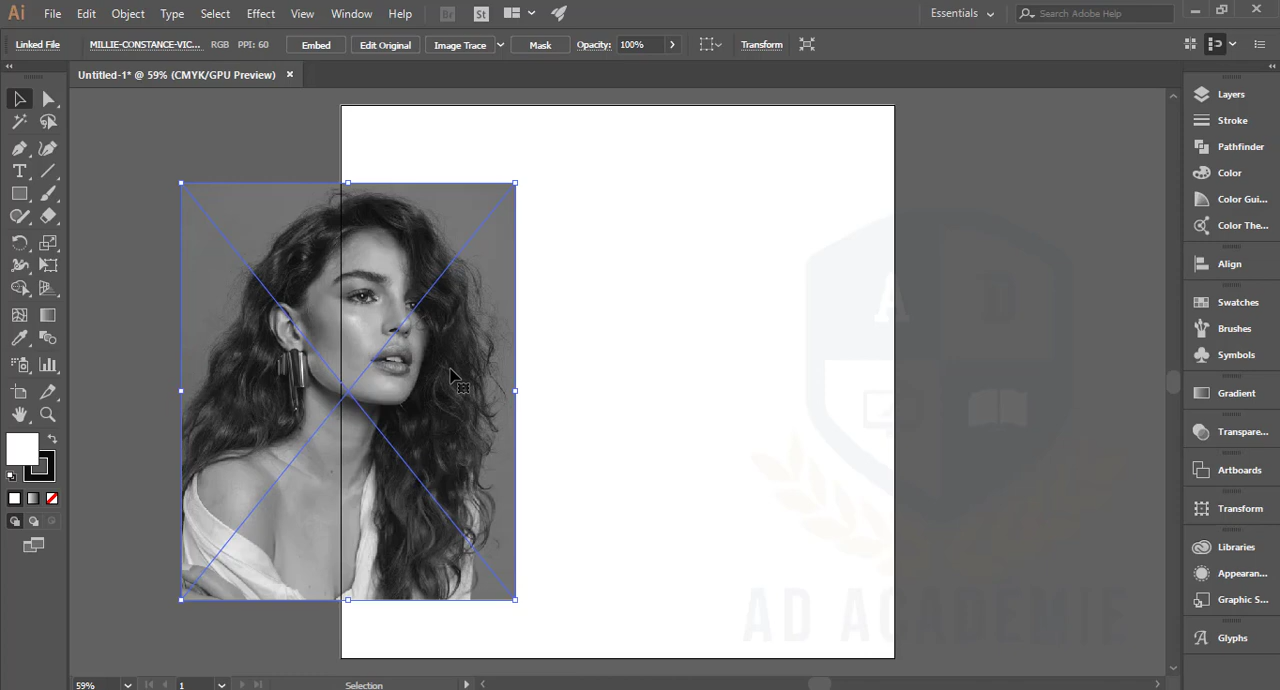 Ai File Edit Object Type Select Effect View Window Help Br St Essentials Search Adobe Help
Linked File MILLIE-CONSTANCE-VIC... RGB PPI: 60 Embed Edit Original Image Trace Mask Opacity: 100% Transform
Untitled-1* @ 59% (CMYK/GPU Preview)
Layers
Stroke
Pathfinder
Color
Color Gui...
Color The...
Align
Swatches
Brushes
Symbols
Gradient
Transpare...
Artboards
Transform
Libraries
Appearan...
Graphic S...
Glyphs
A D
AD ACADEMIE
59% 1 Selection